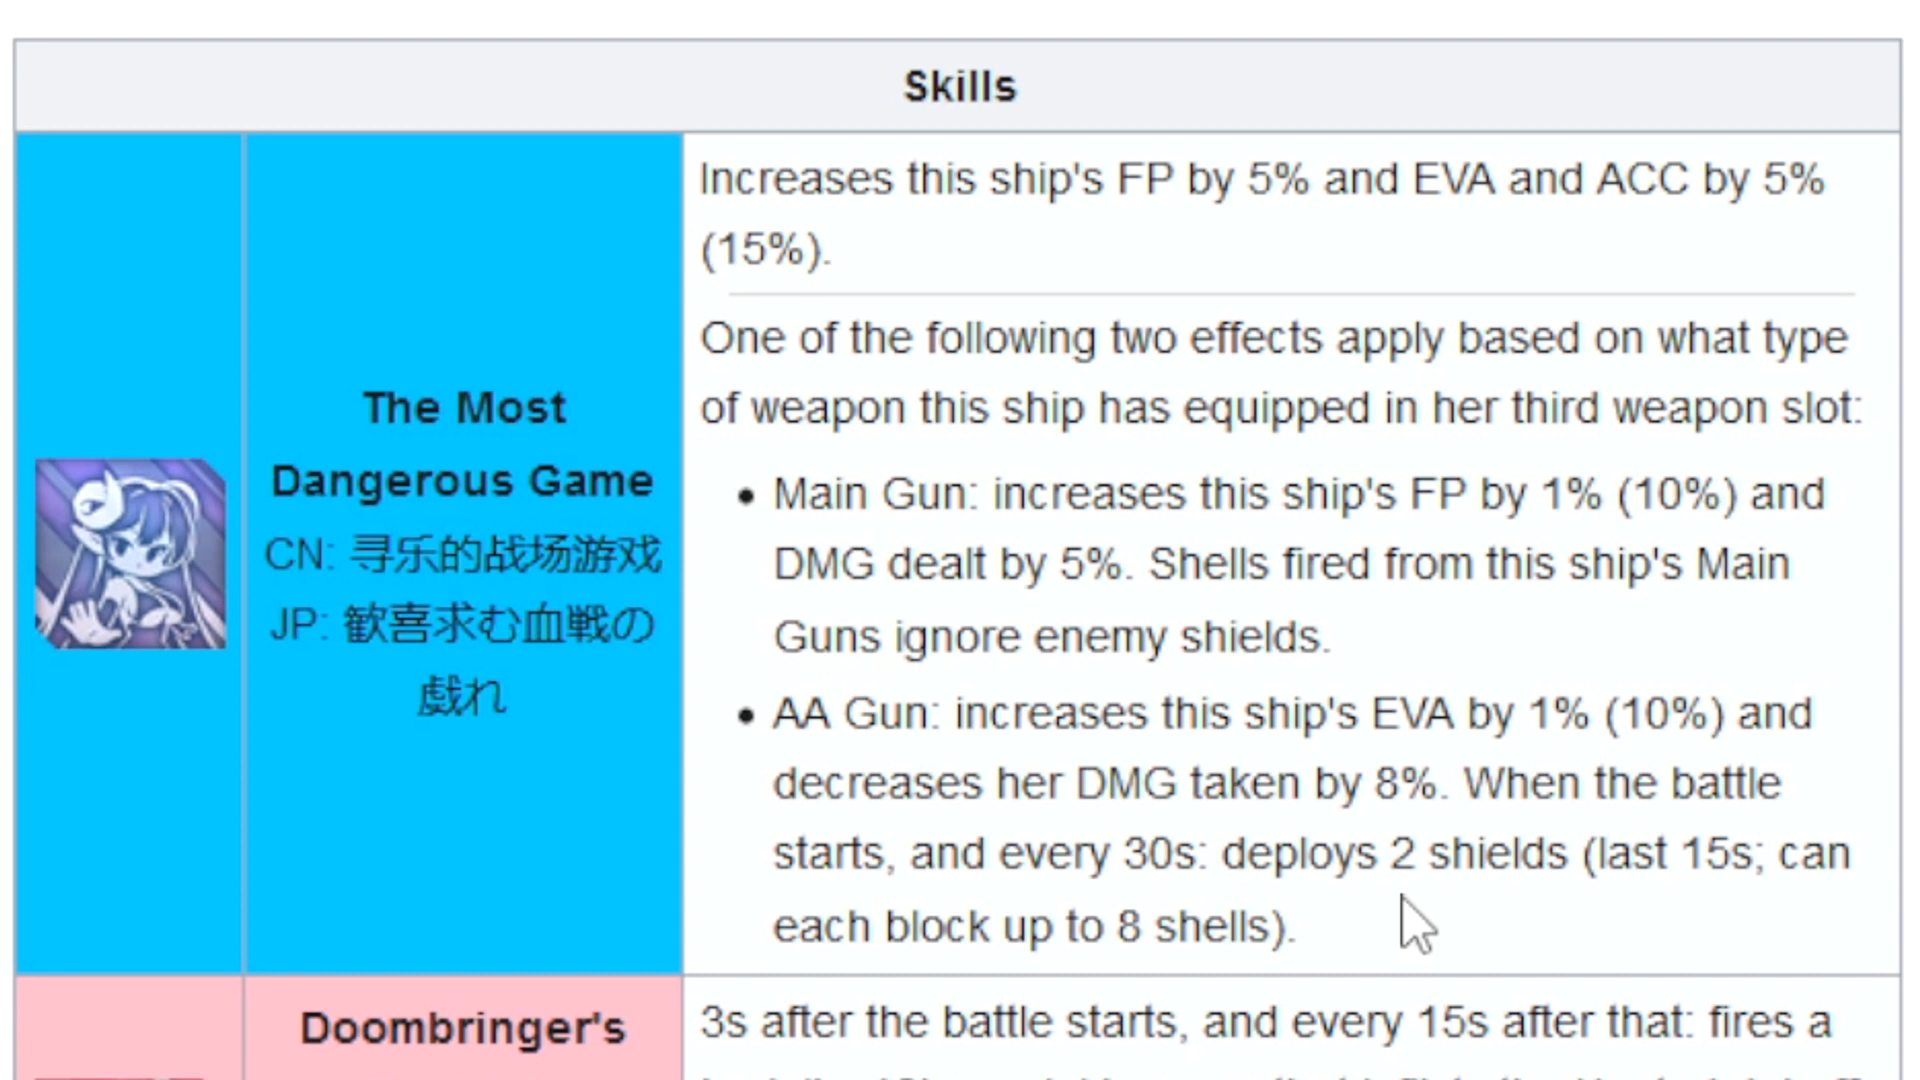 Skills
The Most
Dangerous Game
CN: 寻乐的战场游戏
JP: 歓喜求む血戦の
戯れ
Increases this ship's FP by 5% and EVA and ACC by 5%
(15%).
One of the following two effects apply based on what type
of weapon this ship has equipped in her third weapon slot:
• Main Gun: increases this ship's FP by 1% (10%) and
DMG dealt by 5%. Shells fired from this ship's Main
Guns ignore enemy shields.
• AA Gun: increases this ship's EVA by 1% (10%) and
decreases her DMG taken by 8%. When the battle
starts, and every 30s: deploys 2 shields (last 15s; can
each block up to 8 shells).
Doombringer's
3s after the battle starts, and every 15s after that: fires a